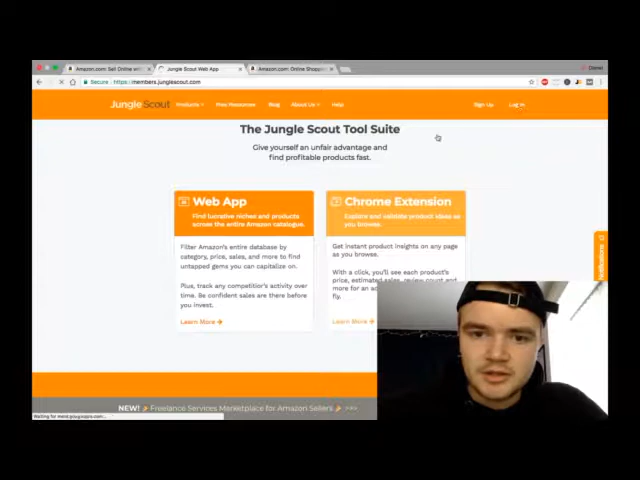 Amazon.com: Sell Online wi
Jungle Scout Web App
Amazon.com: Online Shoppi
Secure https://members.junglescout.com
Jungle Scout Products Free Resources Blog About Us Help Sign Up Log In
The Jungle Scout Tool Suite
Give yourself an unfair advantage and
find profitable products fast.
Web App
Find lucrative niches and products
across the entire Amazon catalogue.
Filter Amazon's entire database by
category, price, sales, and more to find
untapped gems you can capitalize on.
Plus, track any competitor's activity over
time. Be confident sales are there before
you invest.
Learn More
Chrome Extension
Explore and validate product ideas as
you browse.
Get instant product insights on any page
as you browse.
With a click, you'll see each product's
price, estimated sales, review count and
more for an
fly.
Learn More
Notifications
NEW! Freelance Services Marketplace for Amazon Sellers >>>